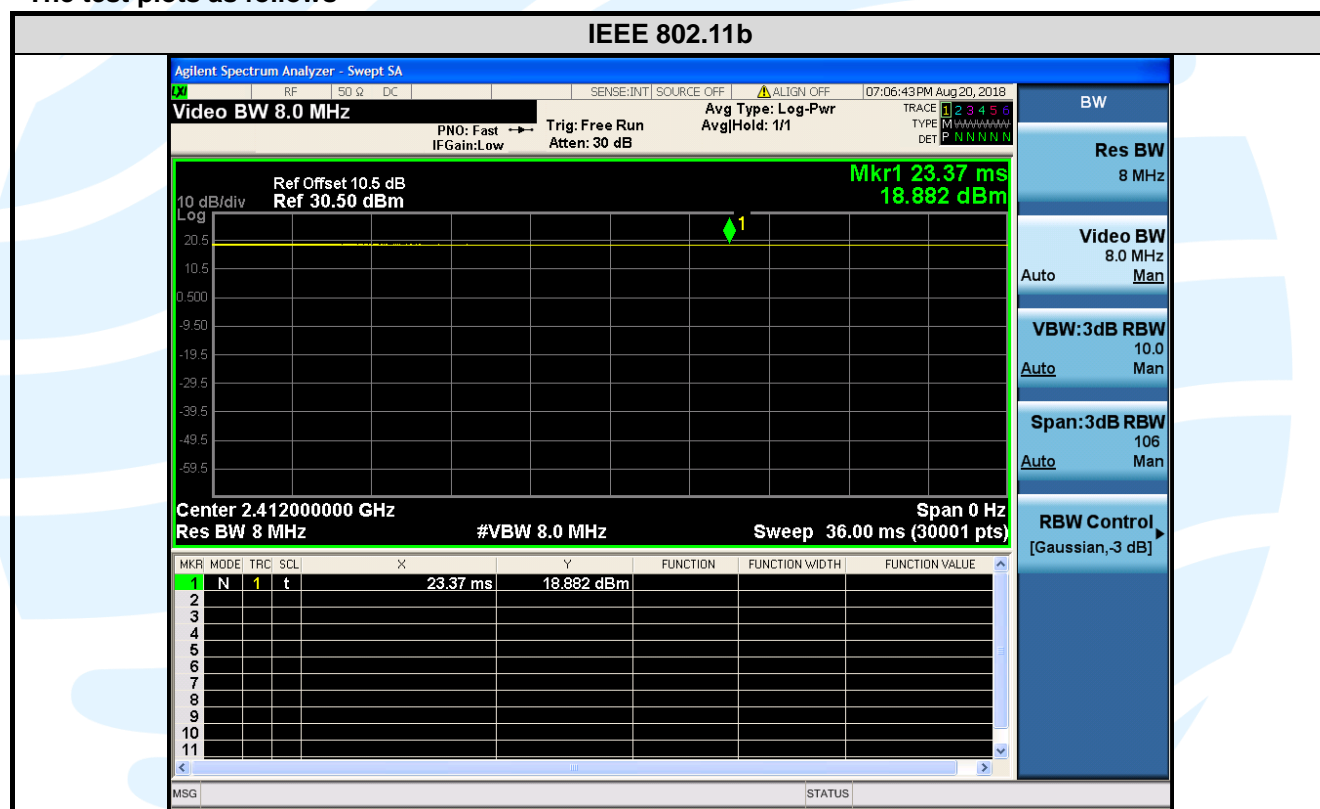 The test plots as follows
IEEE 802.11b
Agilent Spectrum Analyzer - Swept SA
LXI RF 50 Ω DC SENSE:INT SOURCE OFF ALIGN OFF 07:06:43 PM Aug 20, 2018
Video BW 8.0 MHz
PNO: Fast
IFGain:Low
Trig: Free Run
Atten: 30 dB
Avg Type: Log-Pwr
Avg|Hold: 1/1
TRACE 1 2 3 4 5 6
TYPE M WWWWW
DET P N N N N N
Mkr1 23.37 ms
18.882 dBm
Ref Offset 10.5 dB
10 dB/div Ref 30.50 dBm
Log
1
20.5
10.5
0.500
-9.50
-19.5
-29.5
-39.5
-49.5
-59.5
Center 2.412000000 GHz Span 0 Hz
Res BW 8 MHz #VBW 8.0 MHz Sweep 36.00 ms (30001 pts)
MKR MODE TRC SCL X Y FUNCTION FUNCTION WIDTH FUNCTION VALUE
1 N 1 t 23.37 ms 18.882 dBm
2
3
4
5
6
7
8
9
10
11
MSG STATUS
BW
Res BW
8 MHz
Video BW
8.0 MHz
Auto Man
VBW:3dB RBW
10.0
Auto Man
Span:3dB RBW
106
Auto Man
RBW Control
[Gaussian,-3 dB]